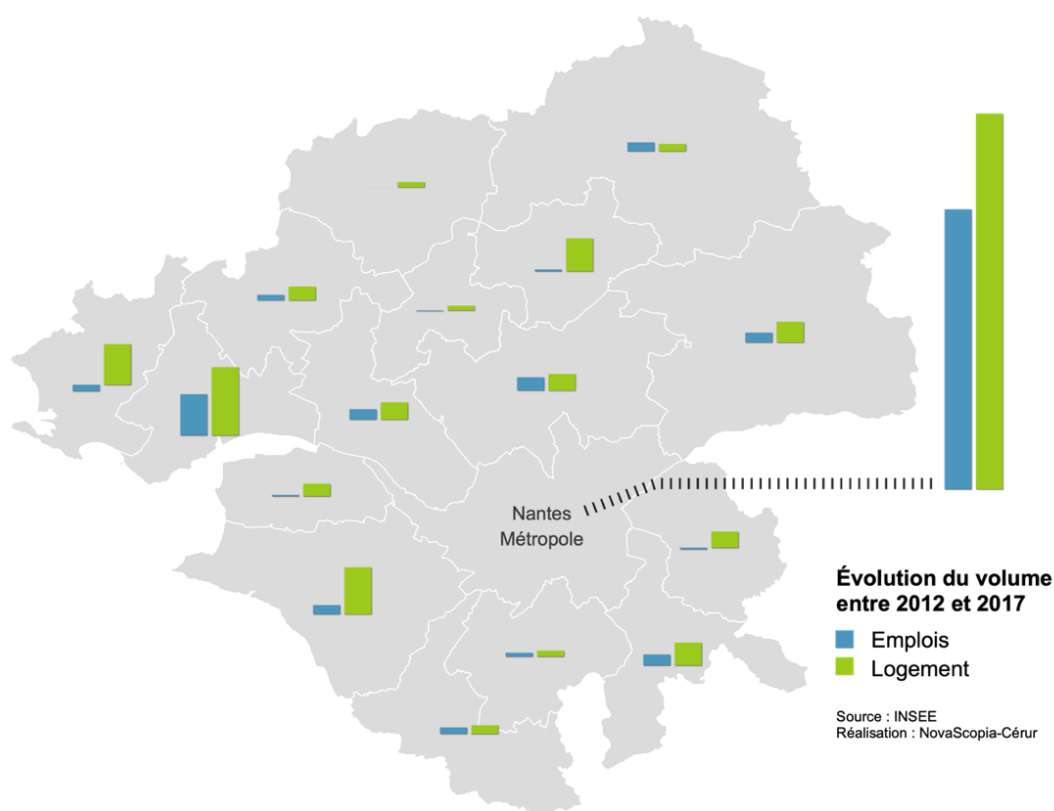 Nantes
Métropole
Évolution du volume
entre 2012 et 2017
Emplois
Logement
Source : INSEE
Réalisation : NovaScopia-Cérur